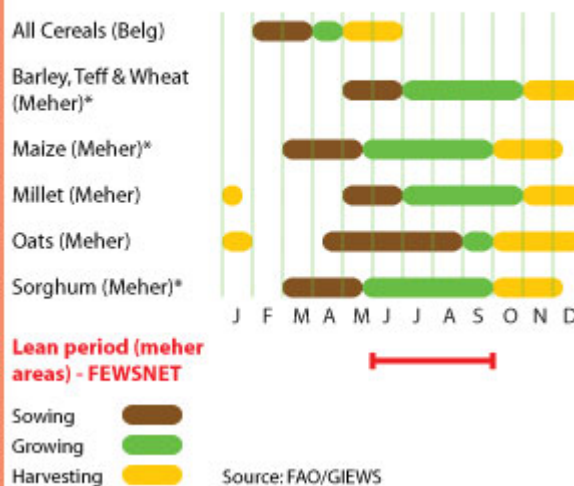 All Cereals (Belg)
Barley, Teff & Wheat
(Meher)*
Maize (Meher)*
Millet (Meher)
Oats (Meher)
Sorghum (Meher)*
J F M A M J J A S O N D
Lean period (meher
areas) - FEWSNET
Sowing
Growing
Harvesting
Source: FAO/GIEWS